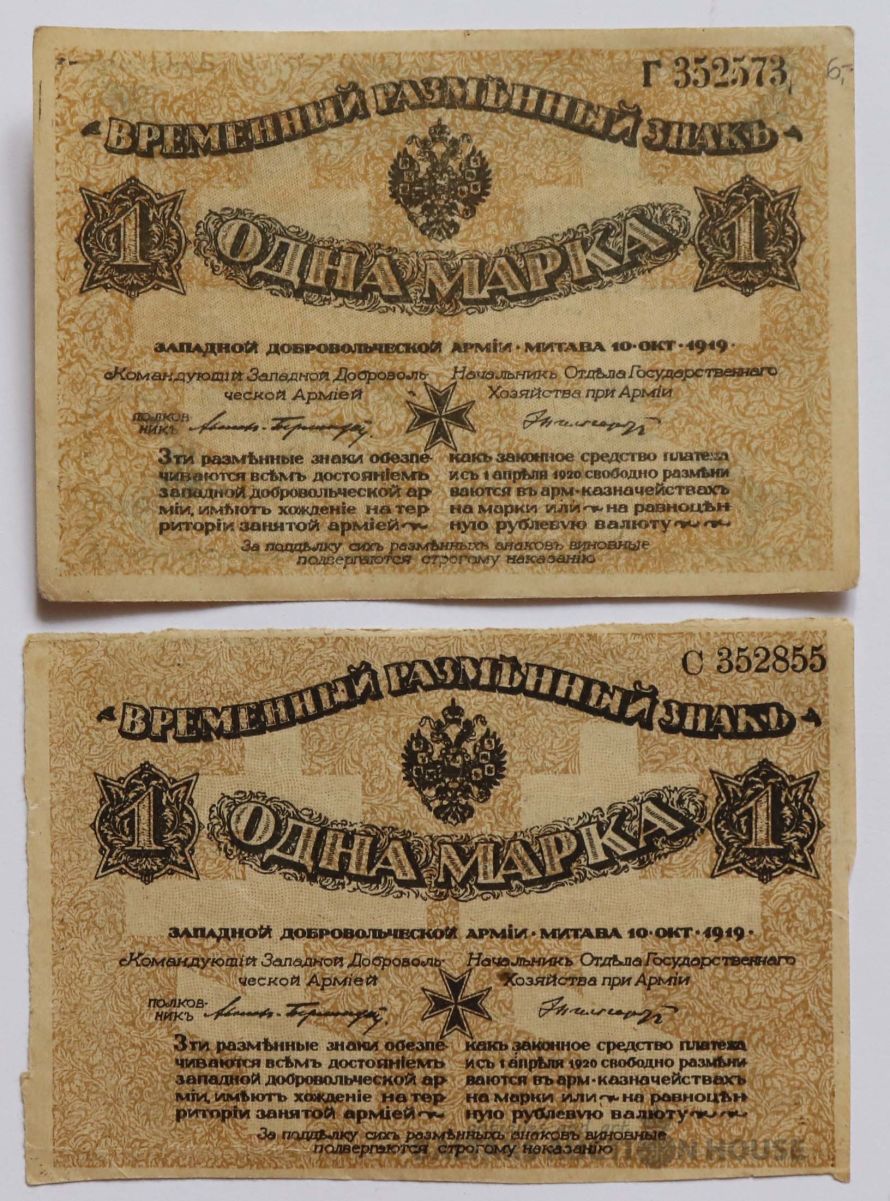 Г 352573
6,-
ВРЕМЕННЫЙ РАЗМѢННЫЙ ЗНАКЪ
1 1
ОДНА МАРКА
ЗАПАДНОЙ ДОБРОВОЛЬЧЕСКОЙ АРМІИ · МИТАВА 10 · ОКТ · 1919 ·
Командующій Западной Доброволь- Начальникъ Отдѣла Государственнаго
ческой Арміей Хозяйства при Арміи
ПОЛКОВ-
НИКЪ
Эти размѣнные знаки обезпе- какъ законное средство платежа
чиваются всѣмъ достояніемъ и съ 1 апрѣля 1920 свободно размѣни
западной добровольческой ар- ваются въ арм - казначействахъ
міи, имѣютъ хожденіе на тер- на марки или на равноцѣн
риторіи занятой арміей ную рублевую валюту
За поддѣлку сихъ размѣнныхъ знаковъ виновные
подвергаются строгому наказанію
С 352855
ВРЕМЕННЫЙ РАЗМѢННЫЙ ЗНАКЪ
1 1
ОДНА МАРКА
ЗАПАДНОЙ ДОБРОВОЛЬЧЕСКОЙ АРМІИ · МИТАВА 10 · ОКТ · 1919 ·
Командующій Западной Доброволь- Начальникъ Отдѣла Государственнаго
ческой Арміей Хозяйства при Арміи
ПОЛКОВ-
НИКЪ
Эти размѣнные знаки обезпе- какъ законное средство платежа
чиваются всѣмъ достояніемъ и съ 1 апрѣля 1920 свободно размѣни
западной добровольческой ар- ваются въ арм - казначействахъ
міи, имѣютъ хожденіе на тер- на марки или на равноцѣн
риторіи занятой арміей ную рублевую валюту
За поддѣлку сихъ размѣнныхъ знаковъ виновные
подвергаются строгому наказанію
HOUSE